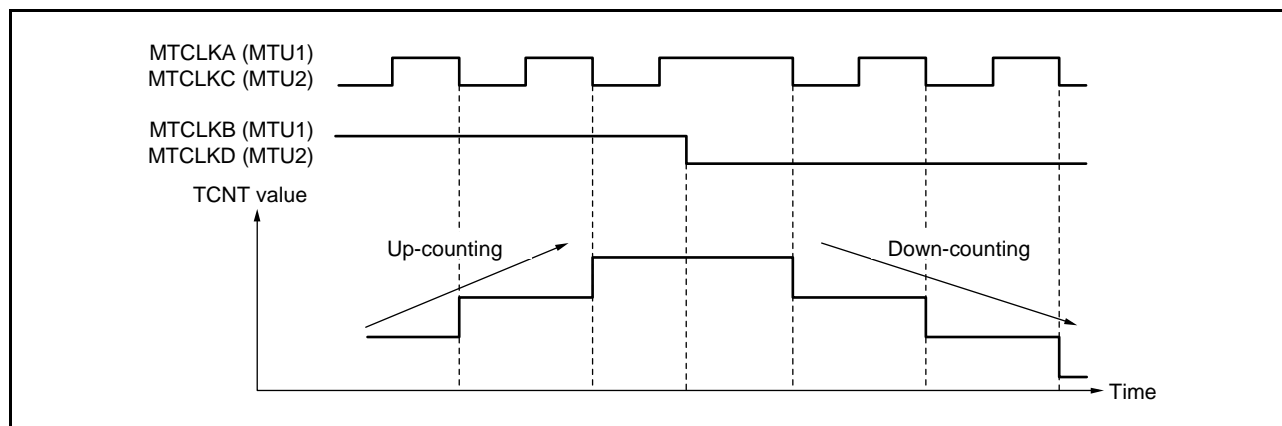 MTCLKA (MTU1)
MTCLKC (MTU2)
MTCLKB (MTU1)
MTCLKD (MTU2)
TCNT value
Up-counting
Down-counting
Time